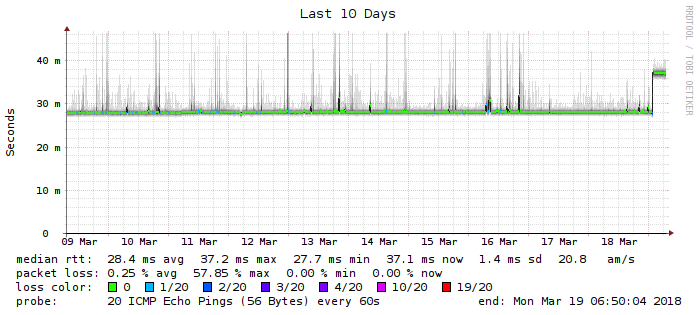 Last 10 Days
RRDTOOL / TOBI OETIKER
Seconds
40 m
30 m
20 m
10 m
0
09 Mar 10 Mar 11 Mar 12 Mar 13 Mar 14 Mar 15 Mar 16 Mar 17 Mar 18 Mar
median rtt: 28.4 ms avg 37.2 ms max 27.7 ms min 37.1 ms now 1.4 ms sd 20.8 am/s
packet loss: 0.25 % avg 57.85 % max 0.00 % min 0.00 % now
loss color: 0 1/20 2/20 3/20 4/20 10/20 19/20
probe: 20 ICMP Echo Pings (56 Bytes) every 60s end: Mon Mar 19 06:50:04 2018